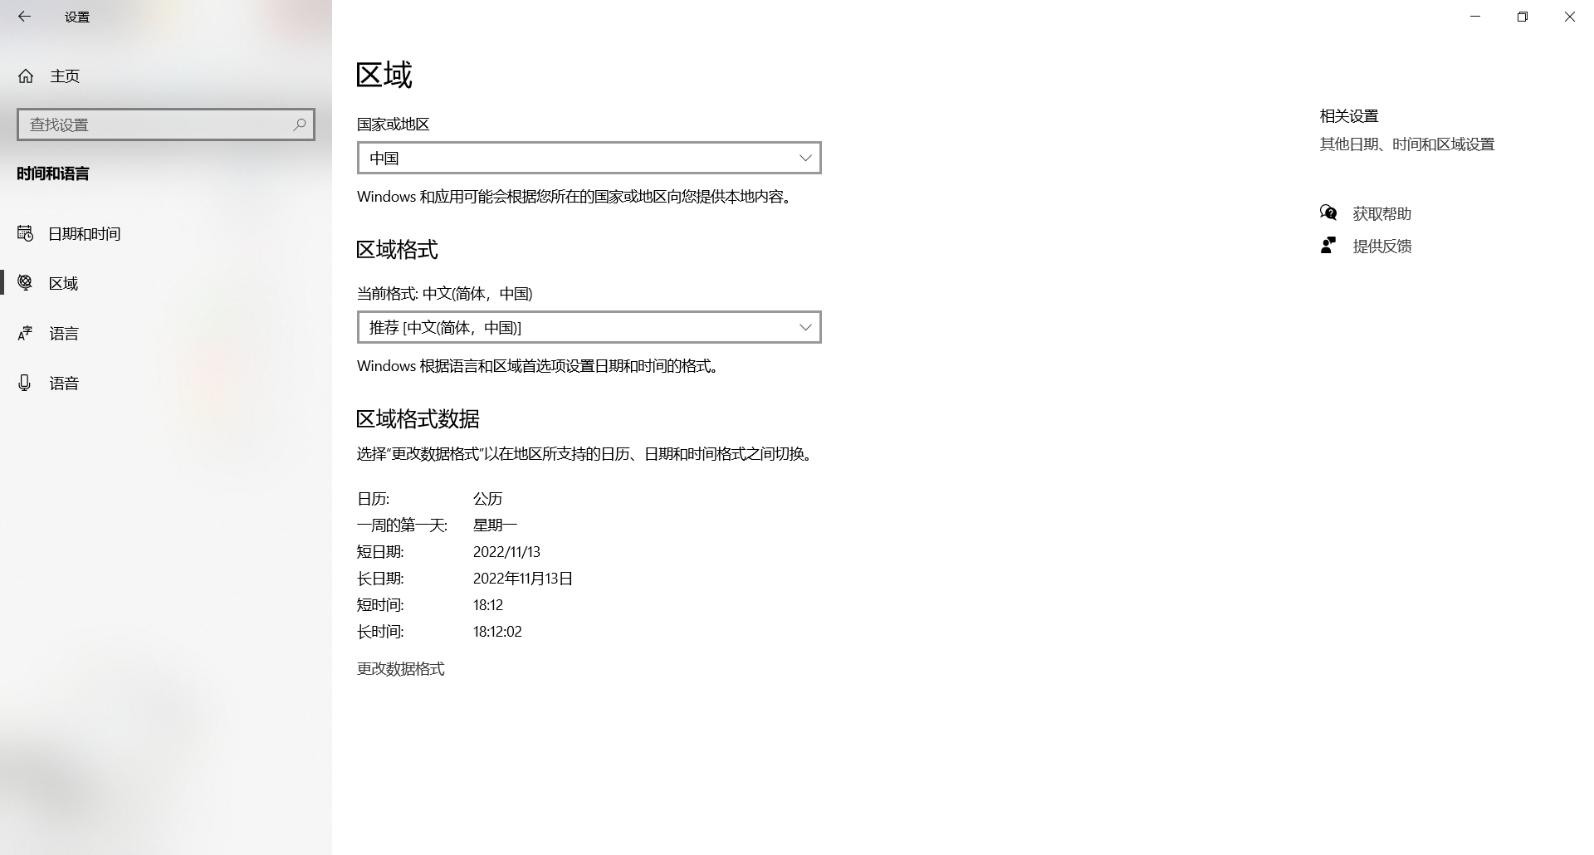 设置
主页
查找设置
时间和语言
日期和时间
区域
语言
语音
区域
国家或地区
中国
Windows 和应用可能会根据您所在的国家或地区向您提供本地内容。
区域格式
当前格式: 中文(简体，中国)
推荐 [中文(简体，中国)]
Windows 根据语言和区域首选项设置日期和时间的格式。
区域格式数据
选择“更改数据格式”以在地区所支持的日历、日期和时间格式之间切换。
日历: 公历
一周的第一天: 星期一
短日期: 2022/11/13
长日期: 2022年11月13日
短时间: 18:12
长时间: 18:12:02
更改数据格式
相关设置
其他日期、时间和区域设置
获取帮助
提供反馈